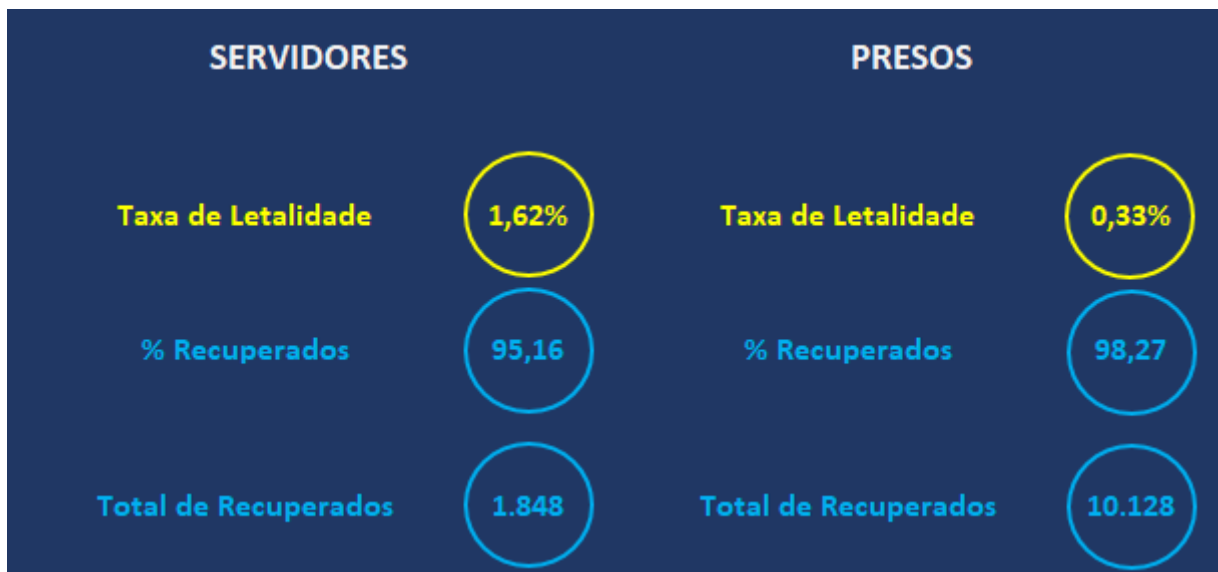 SERVIDORES
Taxa de Letalidade 1,62%
% Recuperados 95,16
Total de Recuperados 1.848
PRESOS
Taxa de Letalidade 0,33%
% Recuperados 98,27
Total de Recuperados 10.128